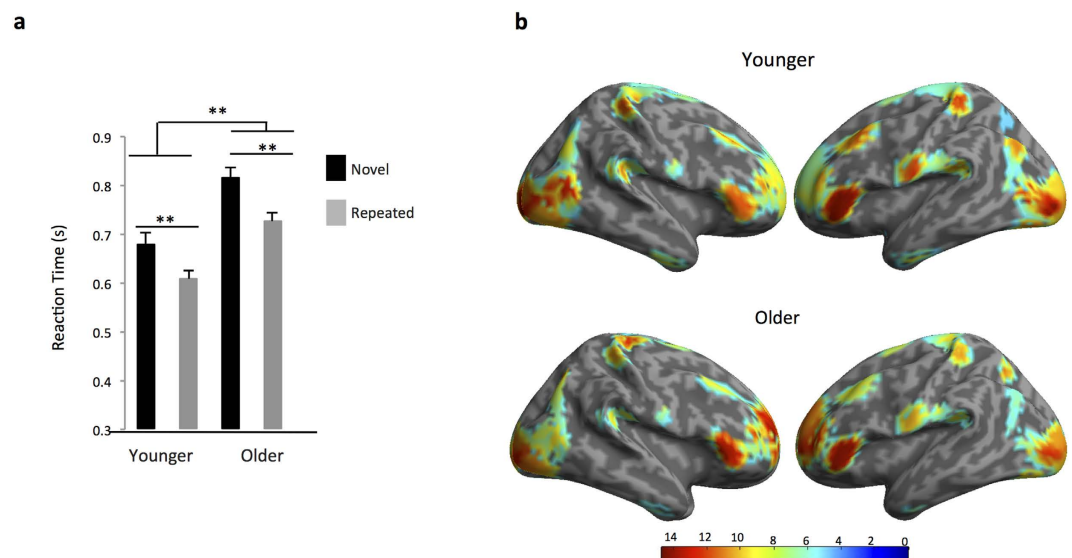 a
b
Younger
**
**
**
0.9
0.8
0.7
0.6
0.5
0.4
0.3
Reaction Time (s)
Novel
Repeated
Younger
Older
Older
14 12 10 8 6 4 2 0